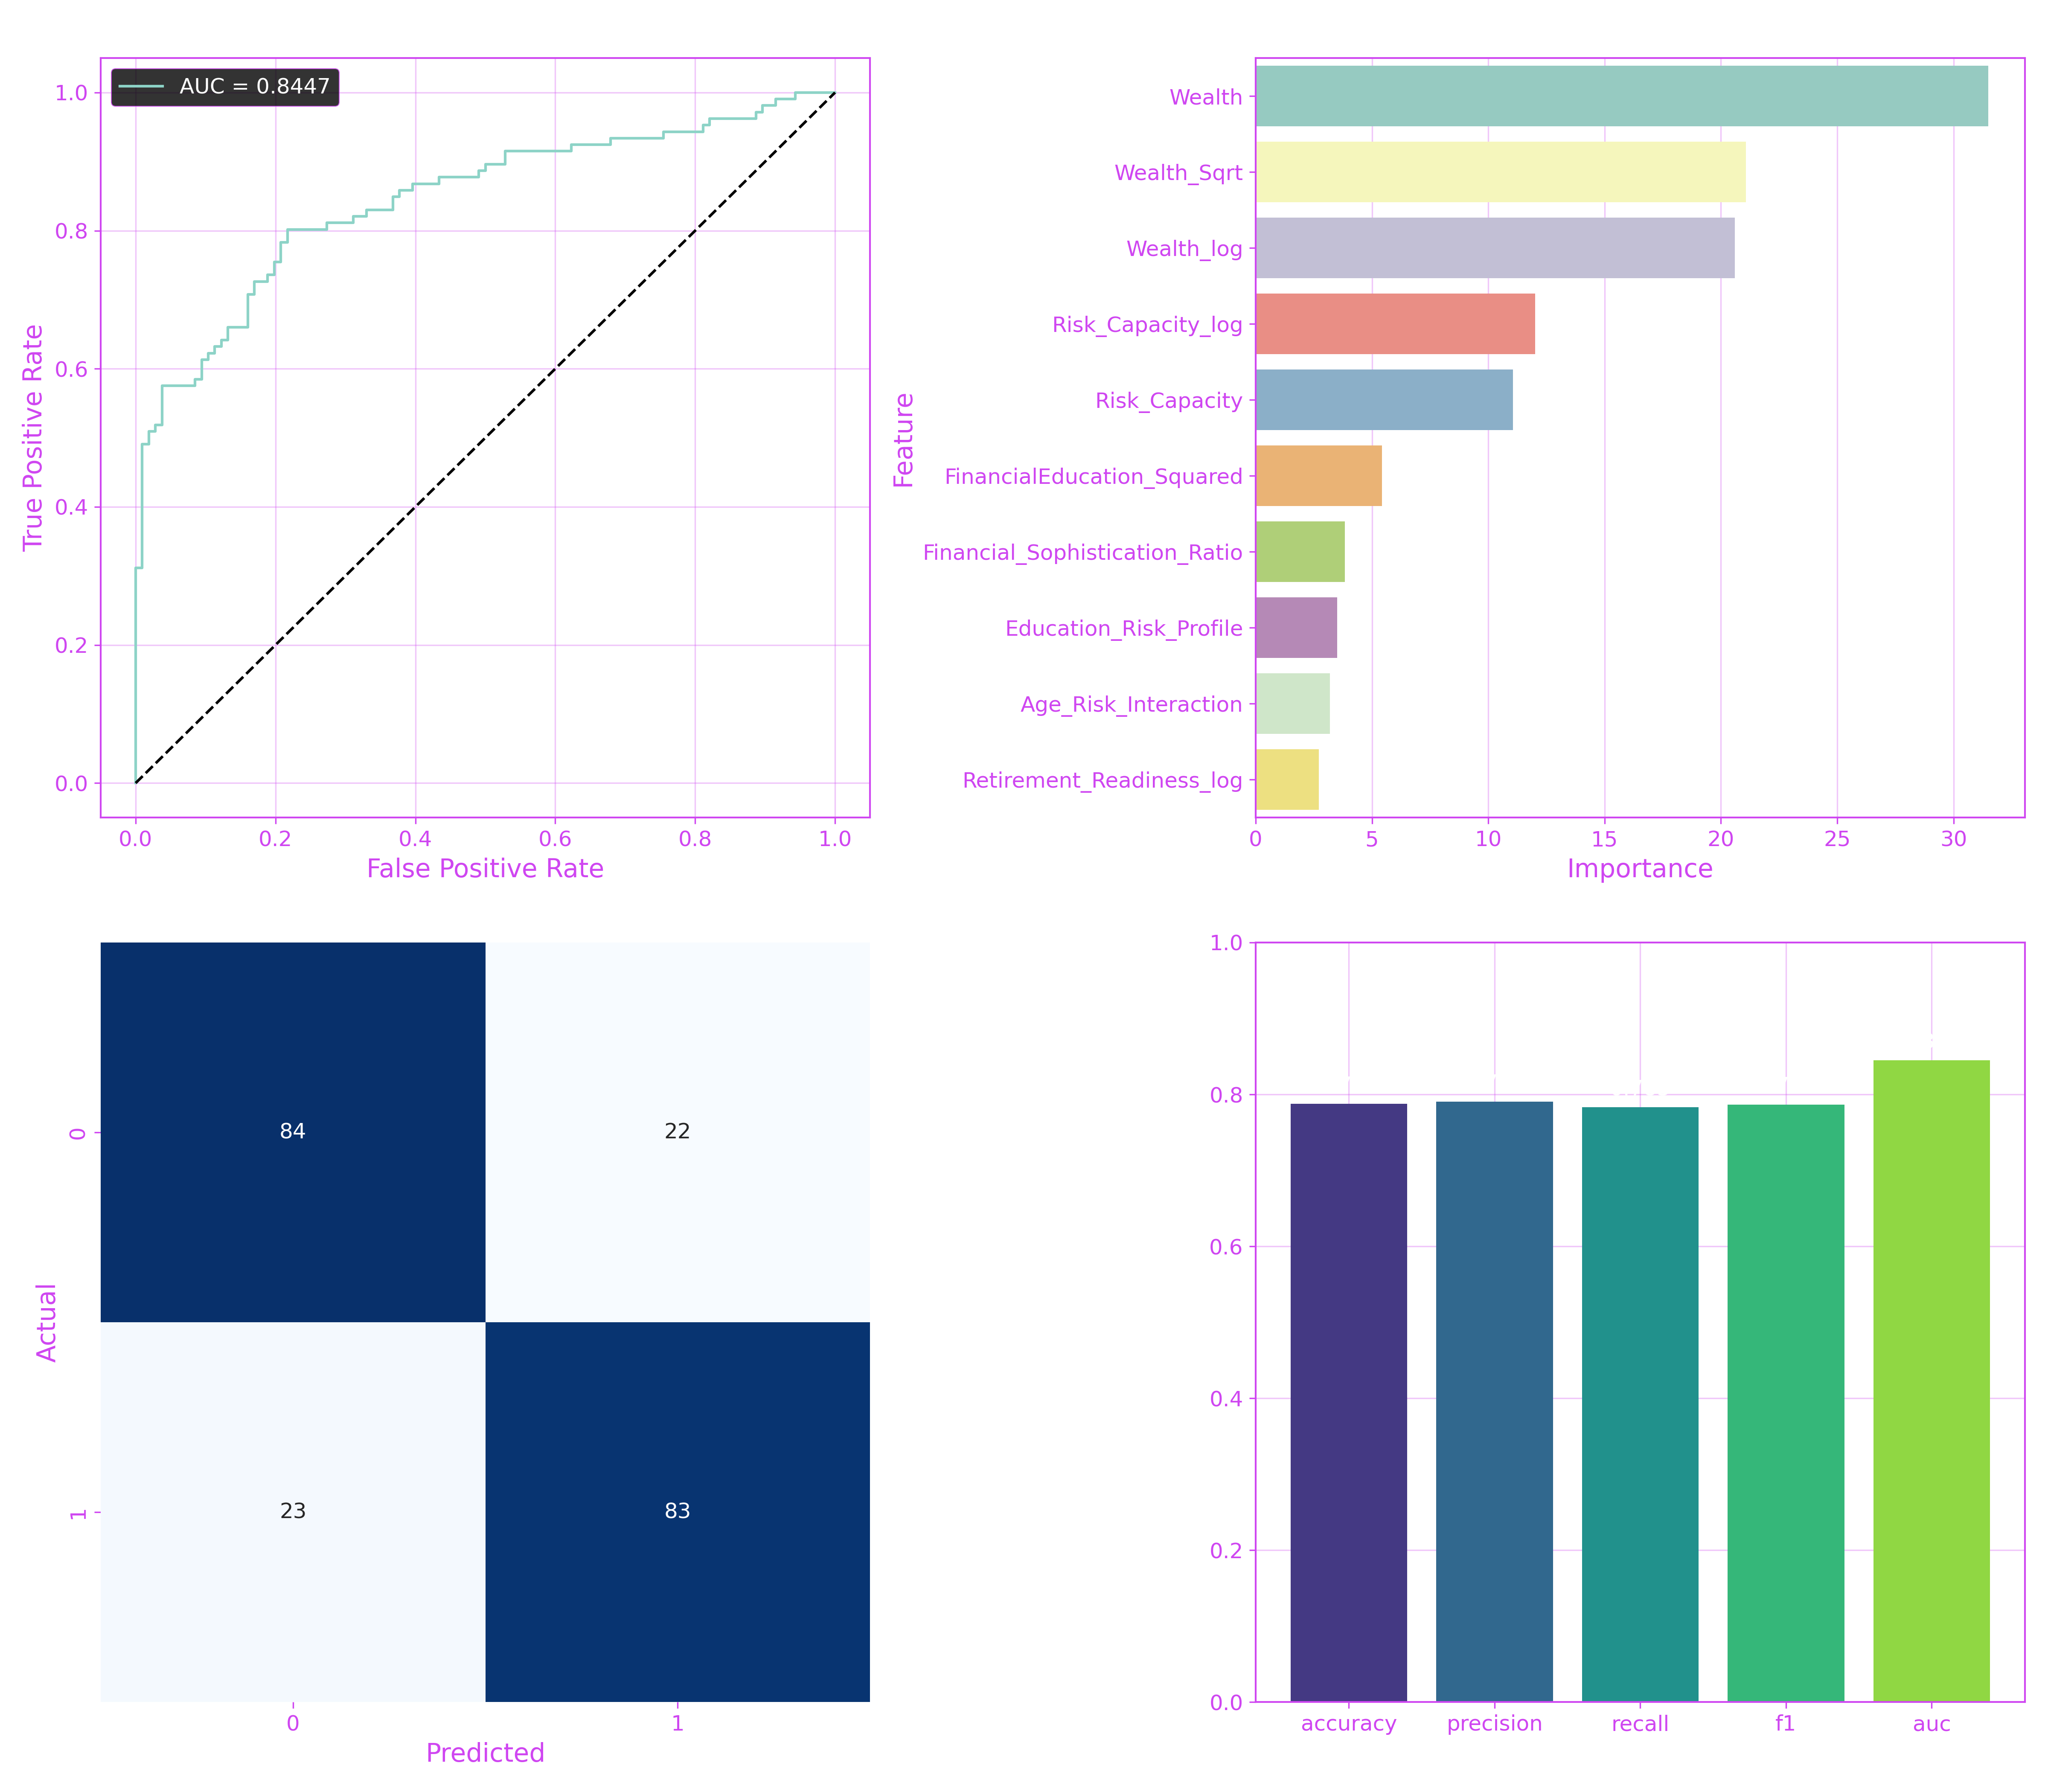 AUC = 0.8447
True Positive Rate
1.0
0.8
0.6
0.4
0.2
0.0
0.0 0.2 0.4 0.6 0.8 1.0
False Positive Rate
Feature
Wealth
Wealth_Sqrt
Wealth_log
Risk_Capacity_log
Risk_Capacity
FinancialEducation_Squared
Financial_Sophistication_Ratio
Education_Risk_Profile
Age_Risk_Interaction
Retirement_Readiness_log
0 5 10 15 20 25 30
Importance
Actual
0
84 22
1
23 83
0 1
Predicted
1.0
0.8
0.6
0.4
0.2
0.0
accuracy precision recall f1 auc